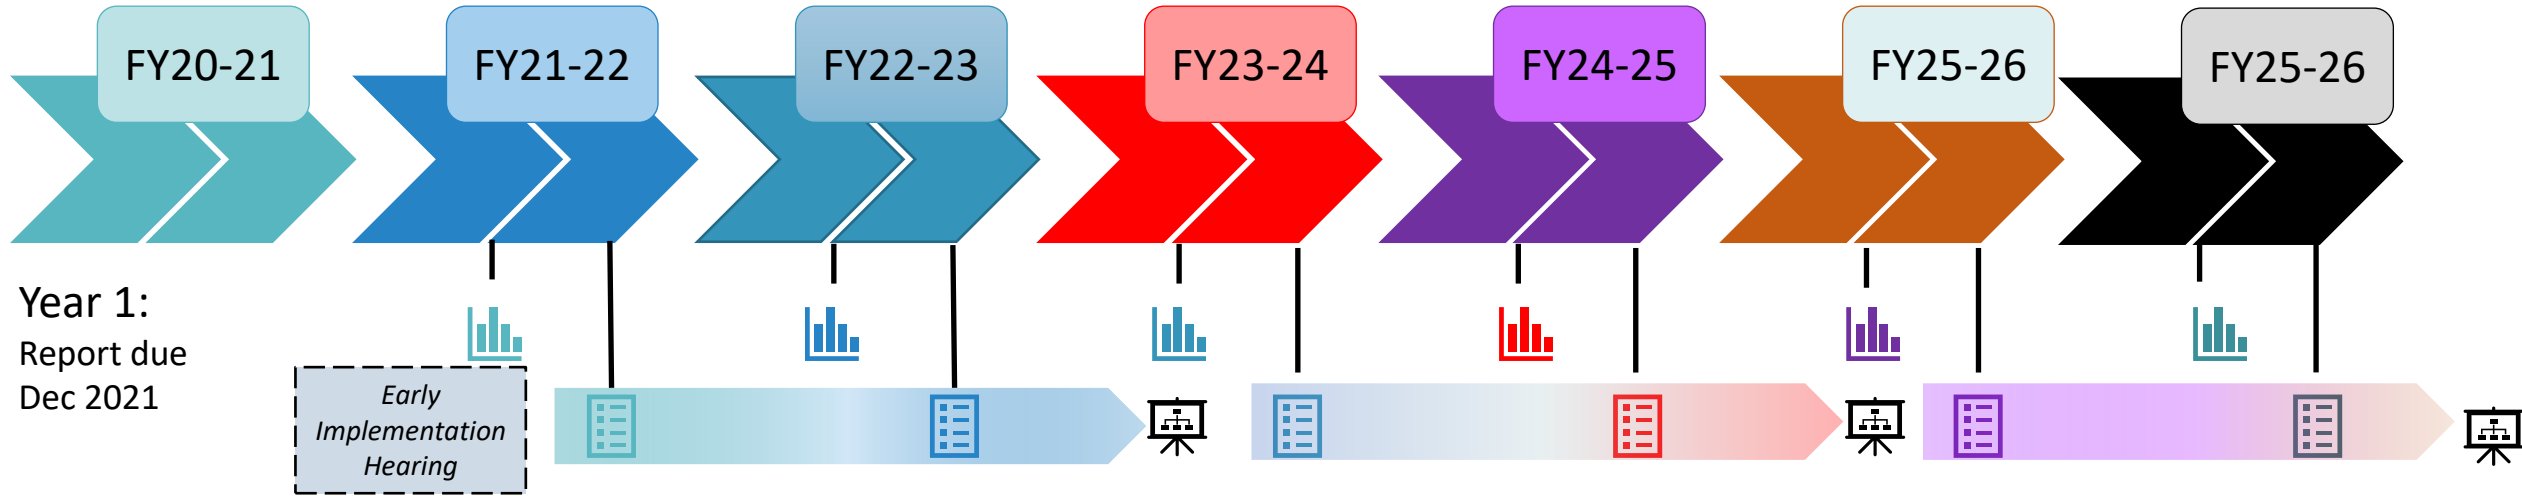 FY20-21
FY21-22
FY22-23
FY23-24
FY24-25
FY25-26
FY25-26
Year 1:
Report due
Dec 2021
Early
Implementation
Hearing